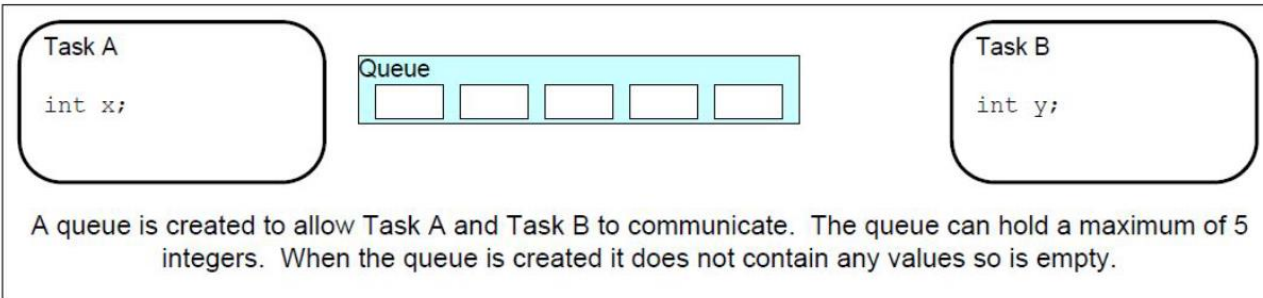 Task A
int x;
Queue
Task B
int y;
A queue is created to allow Task A and Task B to communicate.  The queue can hold a maximum of 5
integers.  When the queue is created it does not contain any values so is empty.